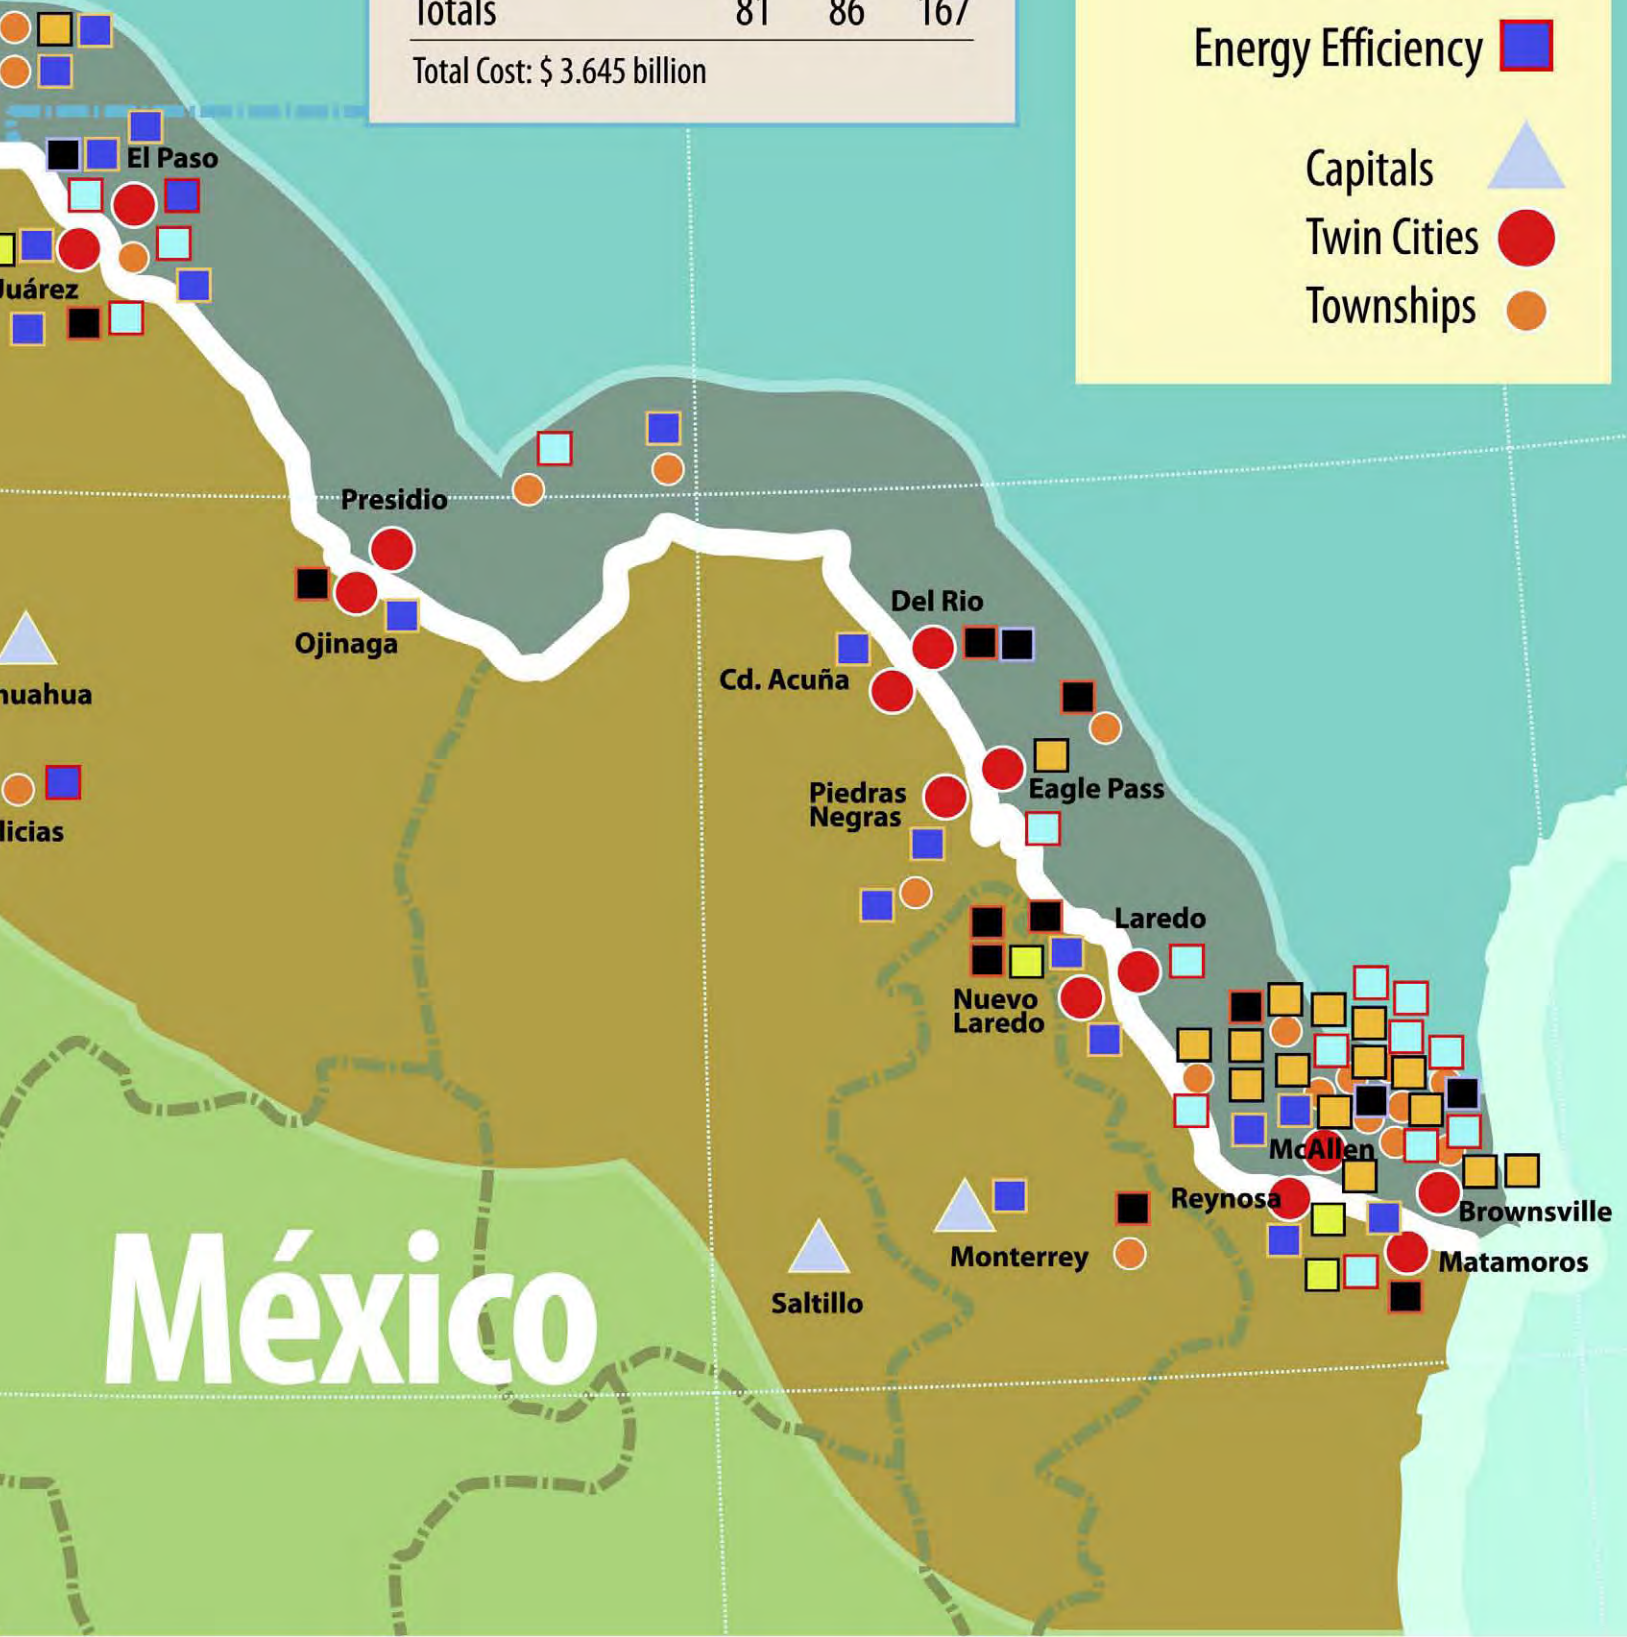 Totals 81 86 167
Total Cost: $ 3.645 billion
Energy Efficiency
Capitals
Twin Cities
Townships
El Paso
Juárez
Presidio
Ojinaga
huahua
licias
Del Rio
Cd. Acuña
Eagle Pass
Piedras
Negras
Laredo
Nuevo
Laredo
McAllen
Reynosa
Brownsville
Matamoros
Monterrey
Saltillo
México